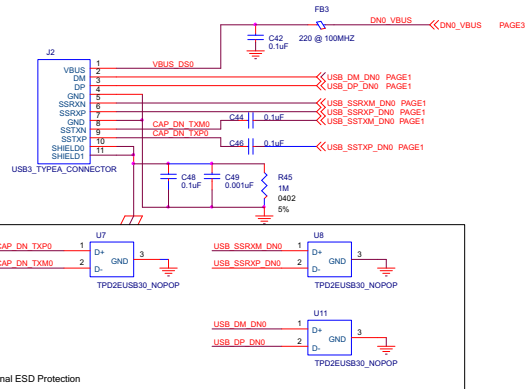 FB3
DN0_VBUS
DN0_VBUS PAGE3
C42
0.1uF
220 @ 100MHZ
J2
VBUS_DS0
VBUS 1
DM 2
DP 3
GND 4
SSRXN 5
SSRXP 6
GND 7
SSTXN 8
SSTXP 9
SHIELD0 10
SHIELD1 11
USB3_TYPEA_CONNECTOR
USB_DM_DN0 PAGE1
USB_DP_DN0 PAGE1
USB_SSRXM_DN0 PAGE1
USB_SSRXP_DN0 PAGE1
CAP_DN_TXM0
C44
0.1uF
USB_SSTXM_DN0 PAGE1
CAP_DN_TXP0
C46
0.1uF
USB_SSTXP_DN0 PAGE1
C48
0.1uF
C49
0.001uF
R45
1M
0402
5%
U7
CAP_DN_TXP0 1 D+
CAP_DN_TXM0 2 D-
GND 3
TPD2EUSB30_NOPOP
U8
USB_SSRXM_DN0 1 D+
USB_SSRXP_DN0 2 D-
GND 3
TPD2EUSB30_NOPOP
U11
USB_DM_DN0 1 D+
USB_DP_DN0 2 D-
GND 3
TPD2EUSB30_NOPOP
nal ESD Protection